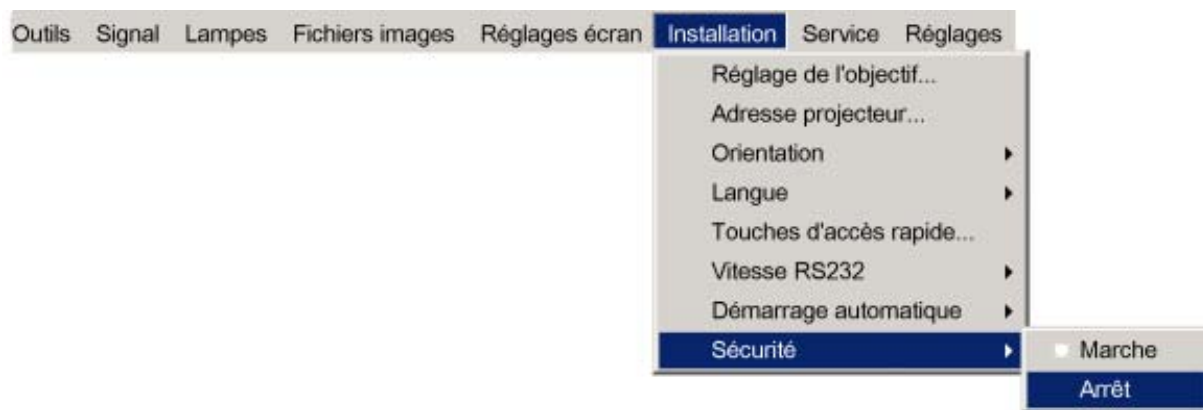 Outils Signal Lampes Fichiers images Réglages écran Installation Service Réglages
Réglage de l'objectif...
Adresse projecteur...
Orientation
Langue
Touches d'accès rapide...
Vitesse RS232
Démarrage automatique
Sécurité
Marche
Arrêt